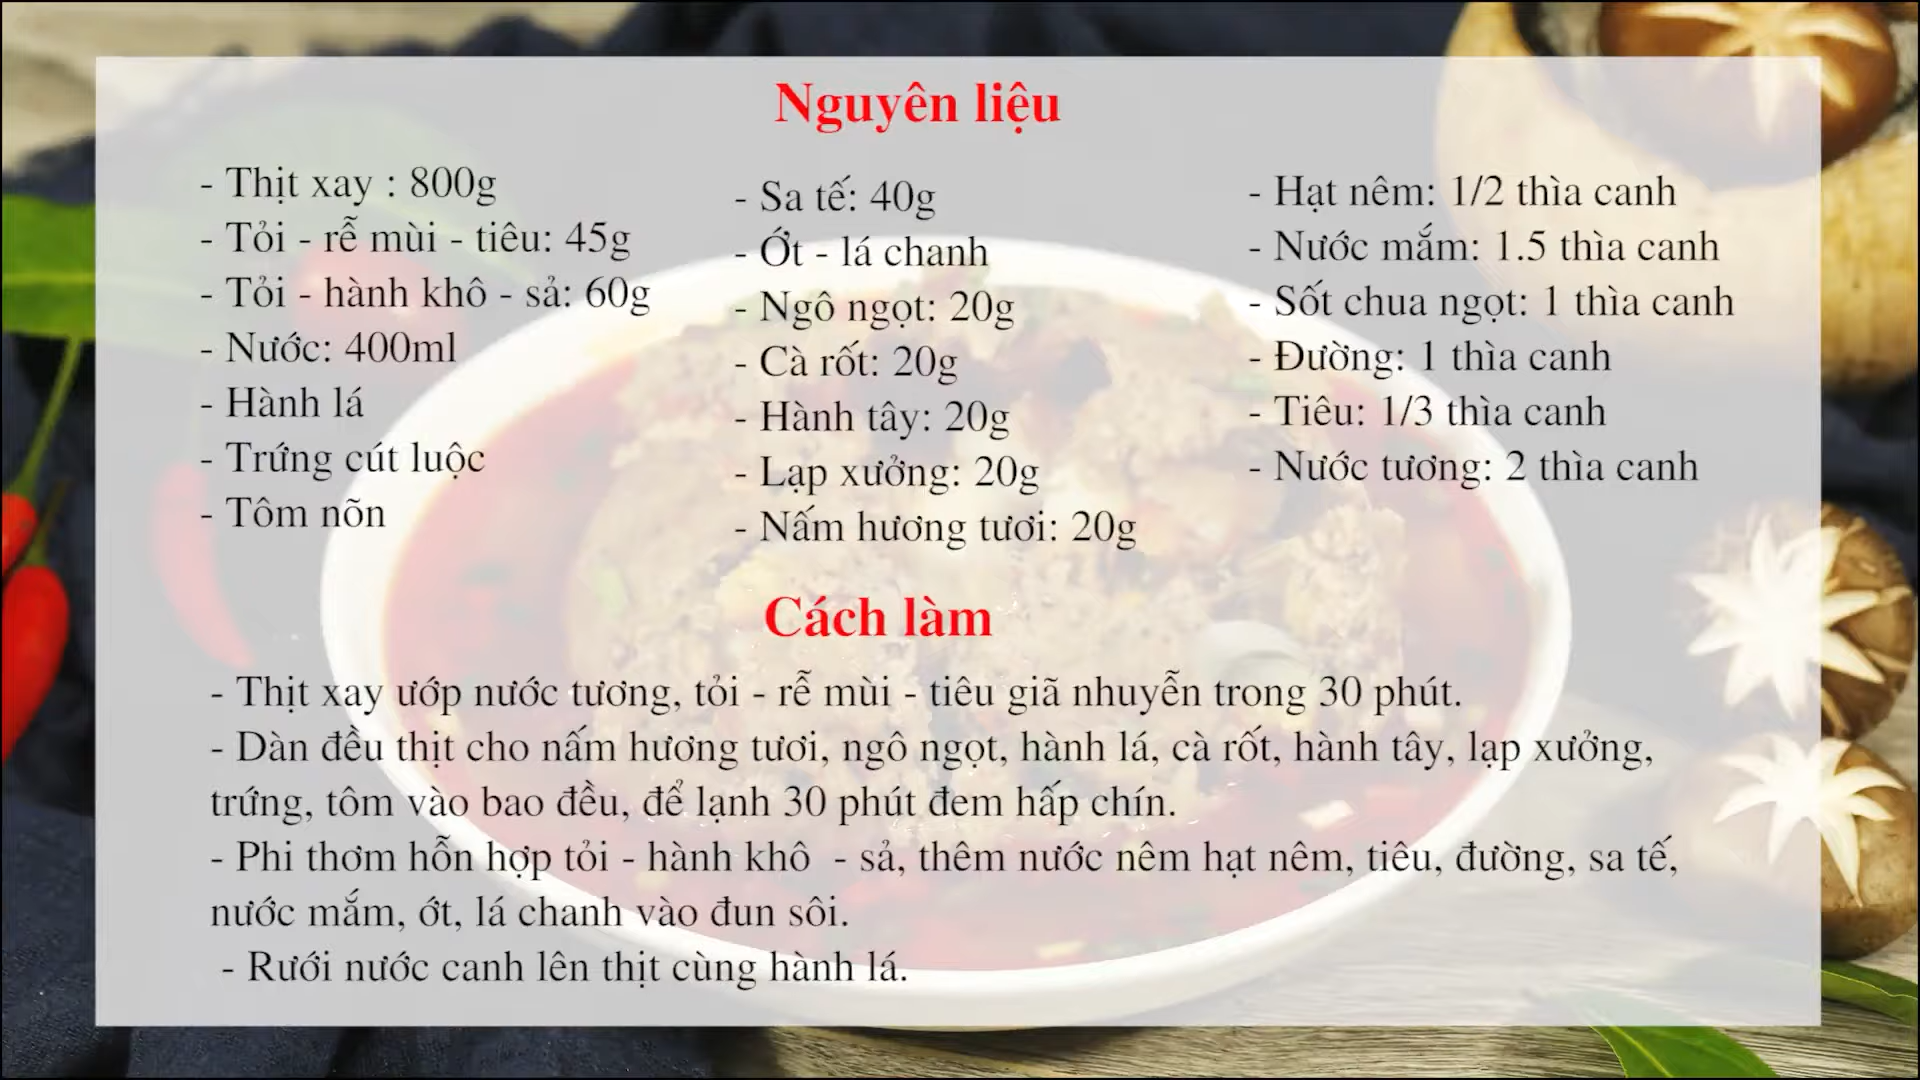 Nguyên liệu
- Thịt xay : 800g
- Tỏi - rễ mùi - tiêu: 45g
- Tỏi - hành khô - sả: 60g
- Nước: 400ml
- Hành lá
- Trứng cút luộc
- Tôm nõn
- Sa tế: 40g
- Ớt - lá chanh
- Ngô ngọt: 20g
- Cà rốt: 20g
- Hành tây: 20g
- Lạp xưởng: 20g
- Nấm hương tươi: 20g
- Hạt nêm: 1/2 thìa canh
- Nước mắm: 1.5 thìa canh
- Sốt chua ngọt: 1 thìa canh
- Đường: 1 thìa canh
- Tiêu: 1/3 thìa canh
- Nước tương: 2 thìa canh
Cách làm
- Thịt xay ướp nước tương, tỏi - rễ mùi - tiêu giã nhuyễn trong 30 phút.
- Dàn đều thịt cho nấm hương tươi, ngô ngọt, hành lá, cà rốt, hành tây, lạp xưởng,
trứng, tôm vào bao đều, để lạnh 30 phút đem hấp chín.
- Phi thơm hỗn hợp tỏi - hành khô  - sả, thêm nước nêm hạt nêm, tiêu, đường, sa tế,
nước mắm, ớt, lá chanh vào đun sôi.
- Rưới nước canh lên thịt cùng hành lá.